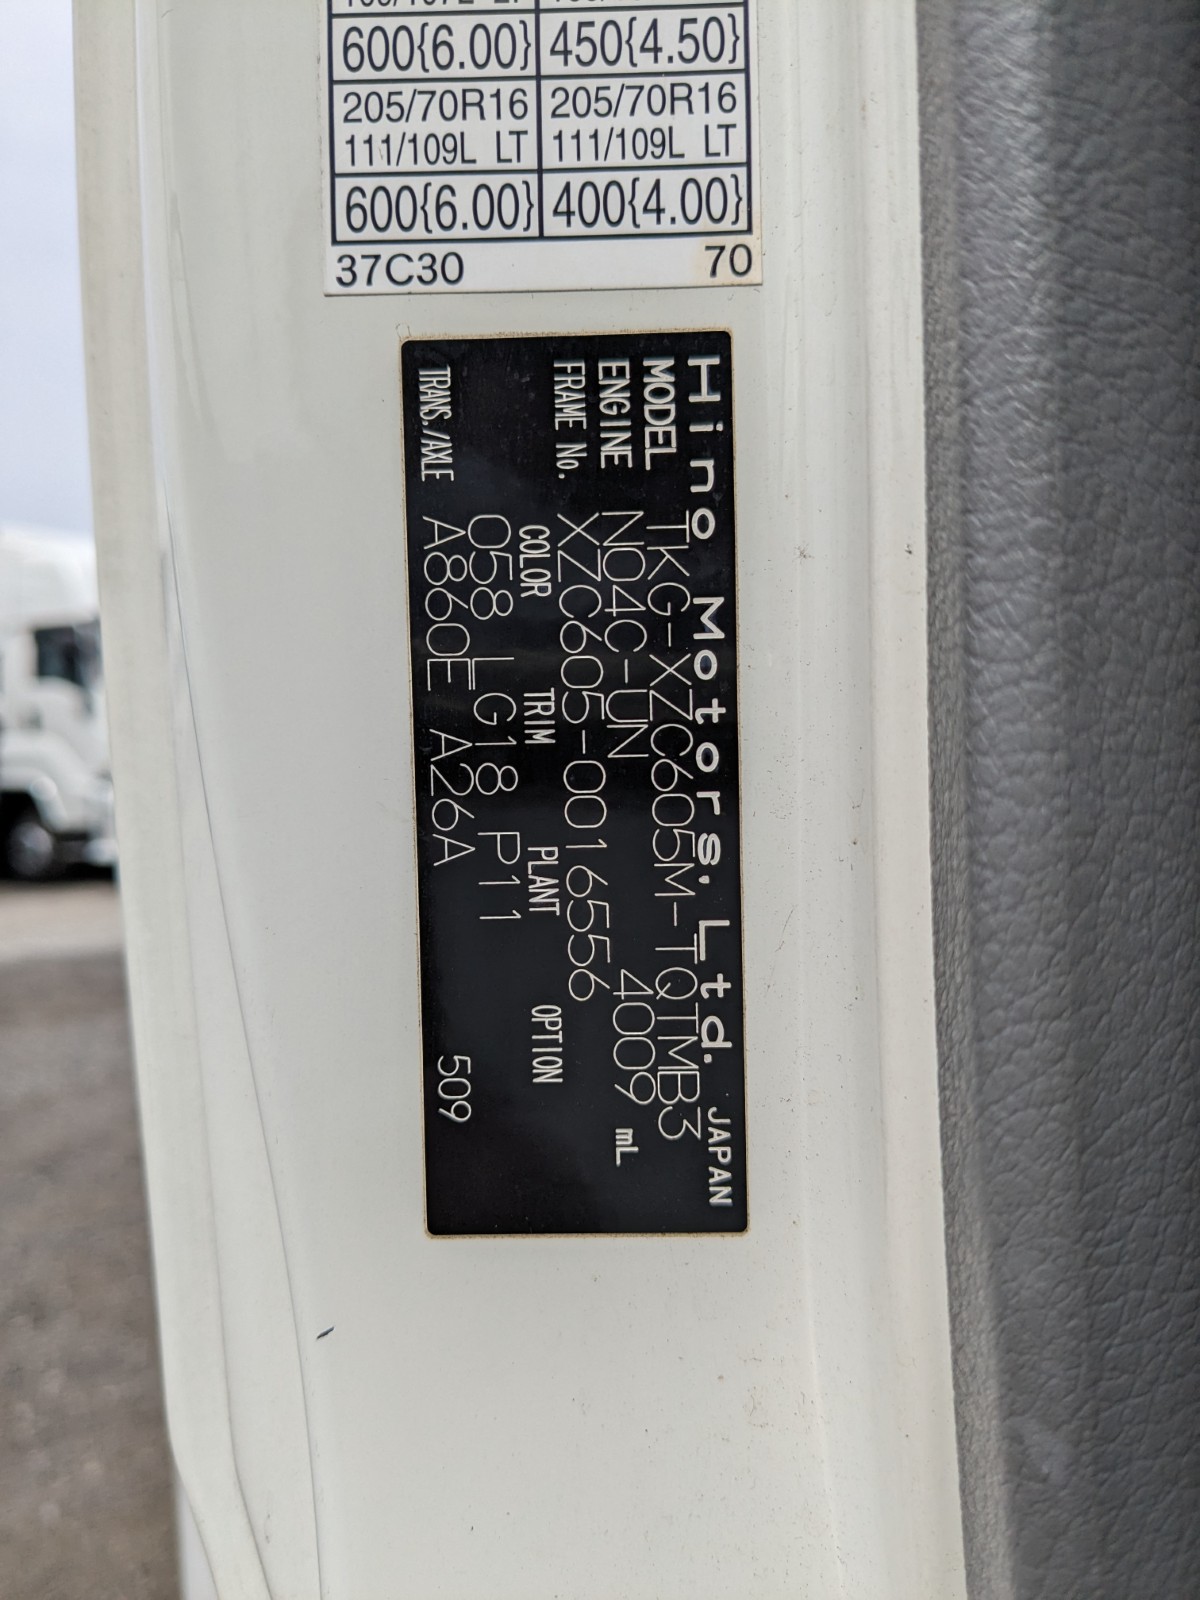 600{6.00} 450{4.50}
205/70R16 205/70R16
111/109L LT 111/109L LT
600{6.00} 400{4.00}
37C30 70
Hino Motors, Ltd. JAPAN
MODEL TKG-XZC605M-TQTMB3
ENGINE N04C-UN 4009 mL
FRAME No. XZC605-0016556
COLOR TRIM PLANT OPTION
058 LG18 P11
TRANS./AXLE A860E A26A 509